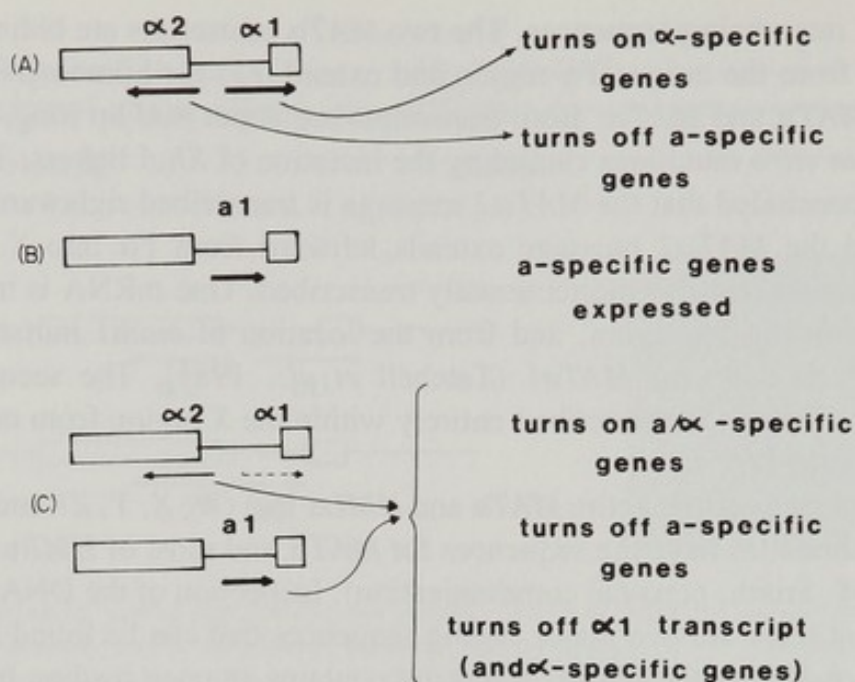 α2 α1
(A)
turns on α-specific
genes
turns off a-specific
genes
a1
(B)
a-specific genes
expressed
α2 α1
(C)
turns on a/α -specific
genes
a1
turns off a-specific
genes
turns off α1 transcript
(and α-specific genes)